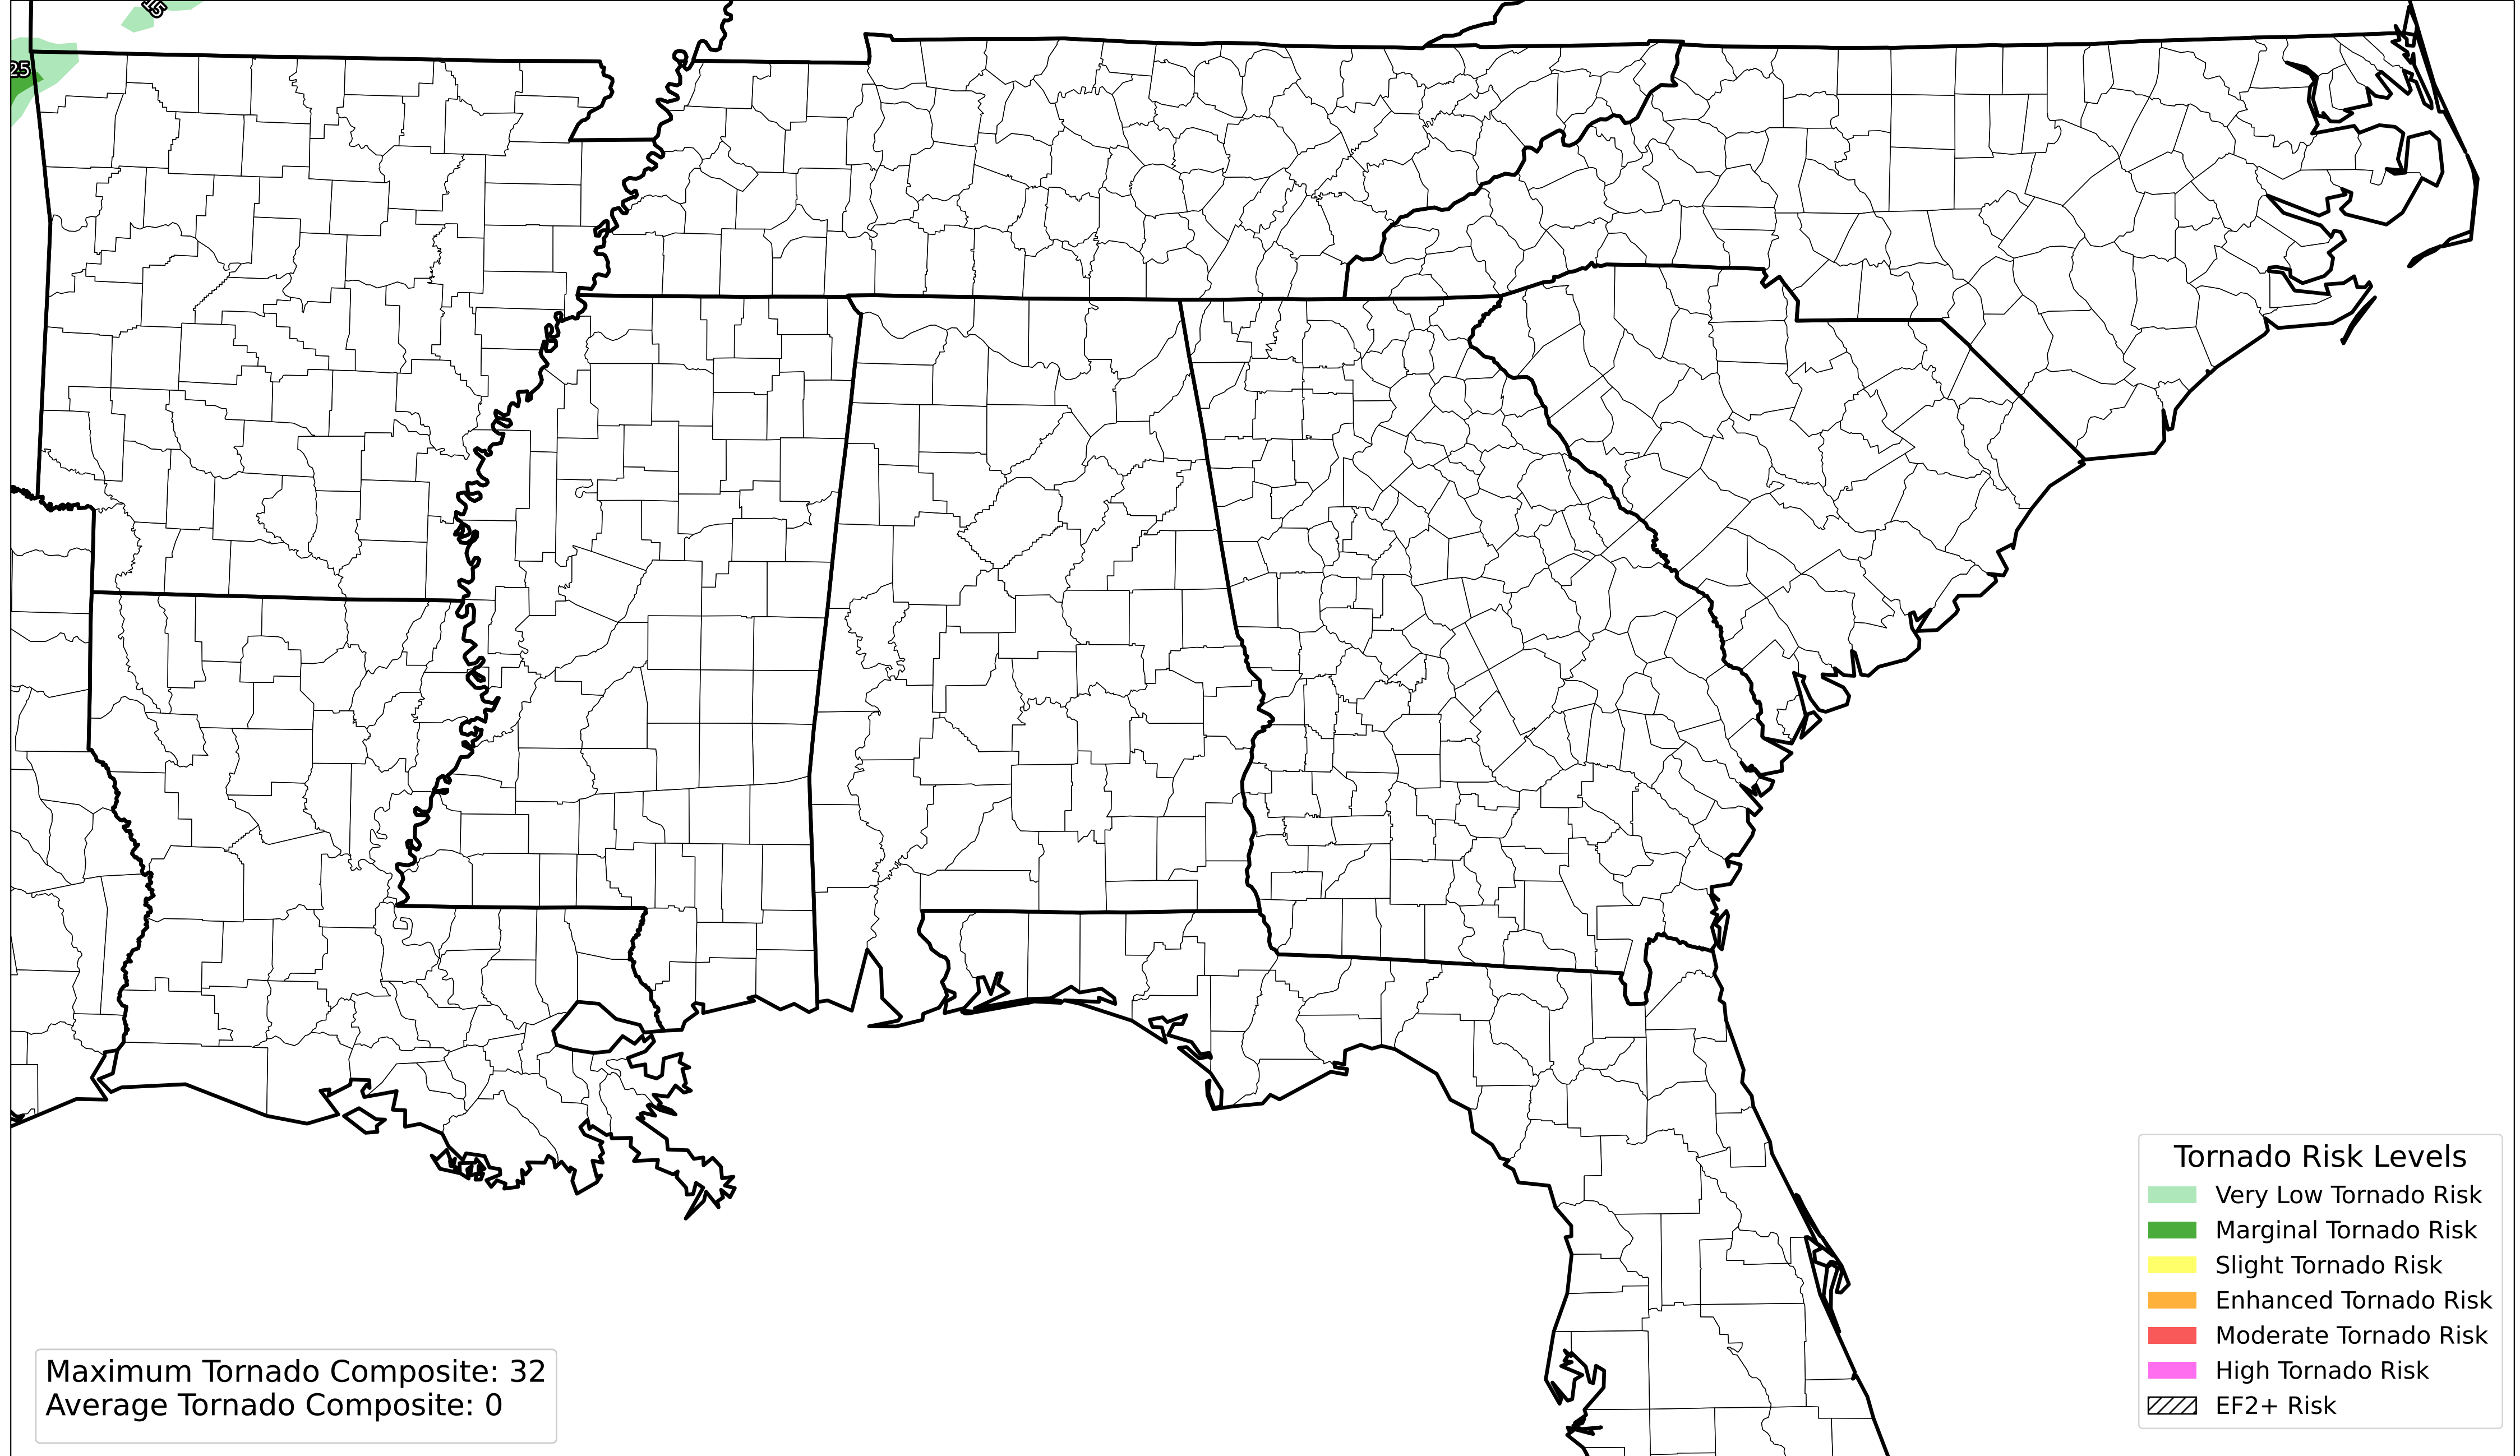 15
25
Tornado Risk Levels
Very Low Tornado Risk
Marginal Tornado Risk
Slight Tornado Risk
Enhanced Tornado Risk
Moderate Tornado Risk
High Tornado Risk
EF2+ Risk
Maximum Tornado Composite: 32
Average Tornado Composite: 0